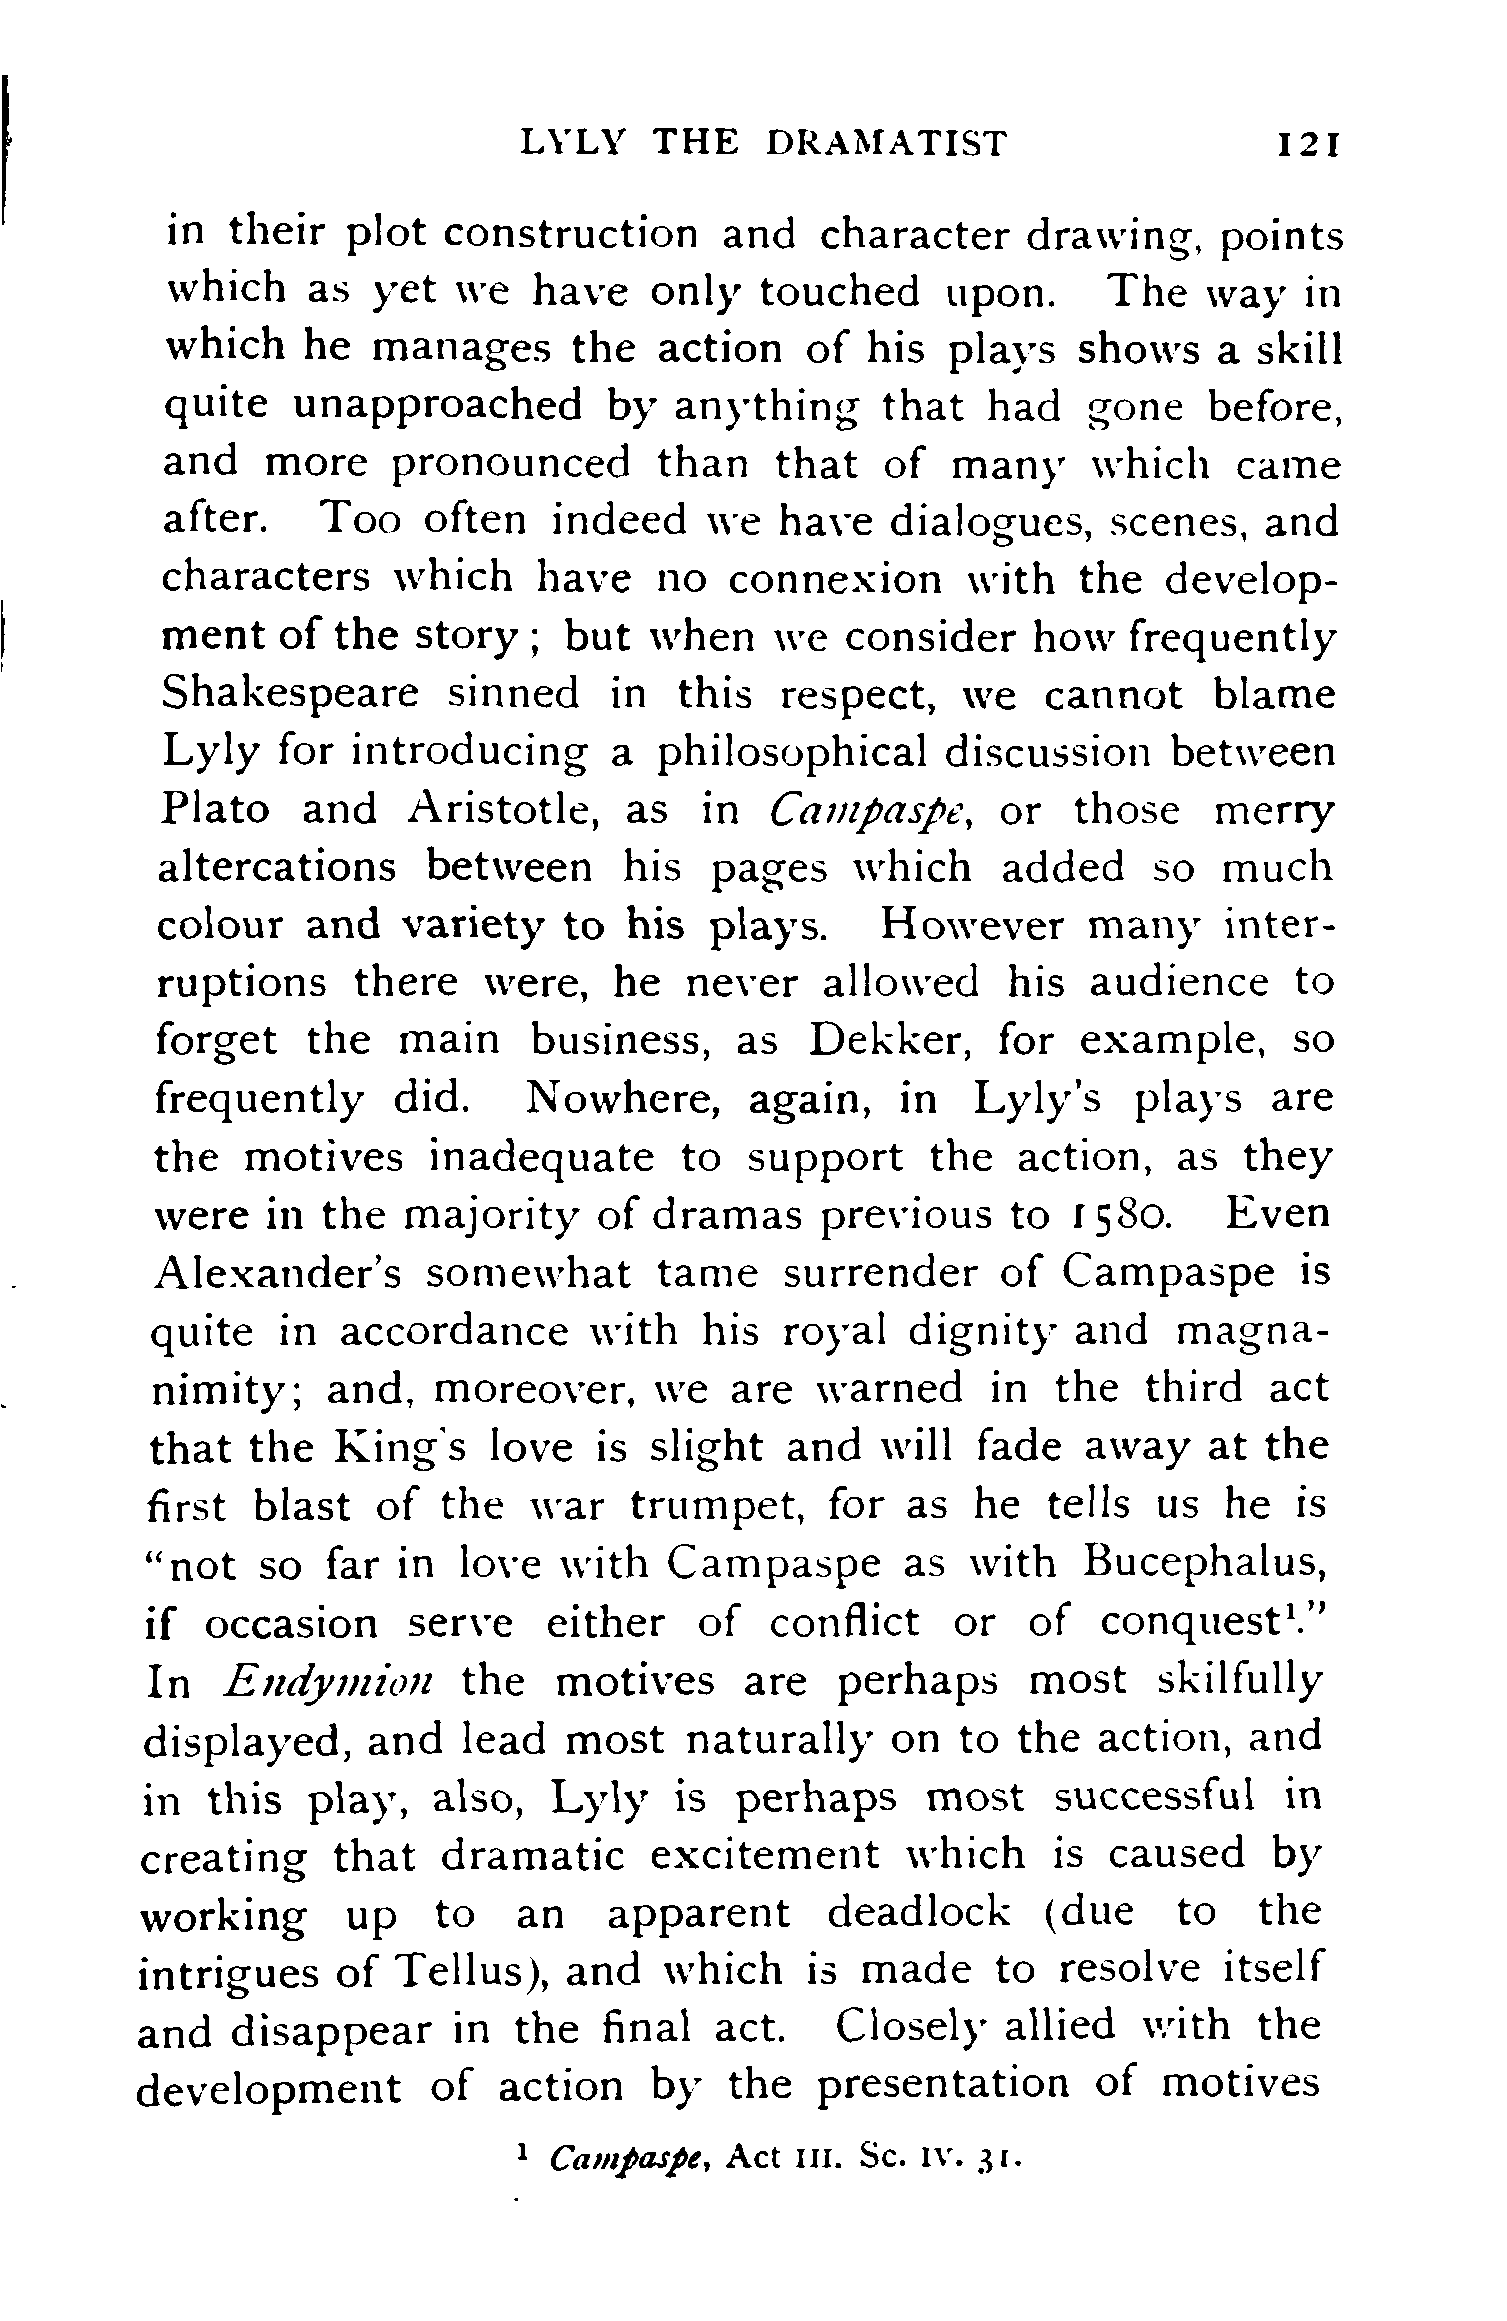 LYLY THE DRAMATIST 121
in their plot construction and character drawing, points
which as yet we have only touched upon. The way in
which he manages the action of his plays shows a skill
quite unapproached by anything that had gone before,
and more pronounced than that of many which came
after. Too often indeed we have dialogues, scenes, and
characters which have no connexion with the develop-
ment of the story ; but when we consider how frequently
Shakespeare sinned in this respect, we cannot blame
Lyly for introducing a philosophical discussion between
Plato and Aristotle, as in Campaspe, or those merry
altercations between his pages which added so much
colour and variety to his plays. However many inter-
ruptions there were, he never allowed his audience to
forget the main business, as Dekker, for example, so
frequently did. Nowhere, again, in Lyly's plays are
the motives inadequate to support the action, as they
were in the majority of dramas previous to 1580. Even
Alexander's somewhat tame surrender of Campaspe is
quite in accordance with his royal dignity and magna-
nimity; and, moreover, we are warned in the third act
that the King's love is slight and will fade away at the
first blast of the war trumpet, for as he tells us he is
"not so far in love with Campaspe as with Bucephalus,
if occasion serve either of conflict or of conquest¹."
In Endymion the motives are perhaps most skilfully
displayed, and lead most naturally on to the action, and
in this play, also, Lyly is perhaps most successful in
creating that dramatic excitement which is caused by
working up to an apparent deadlock (due to the
intrigues of Tellus), and which is made to resolve itself
and disappear in the final act. Closely allied with the
development of action by the presentation of motives
¹ Campaspe, Act III. Sc. IV. 31.